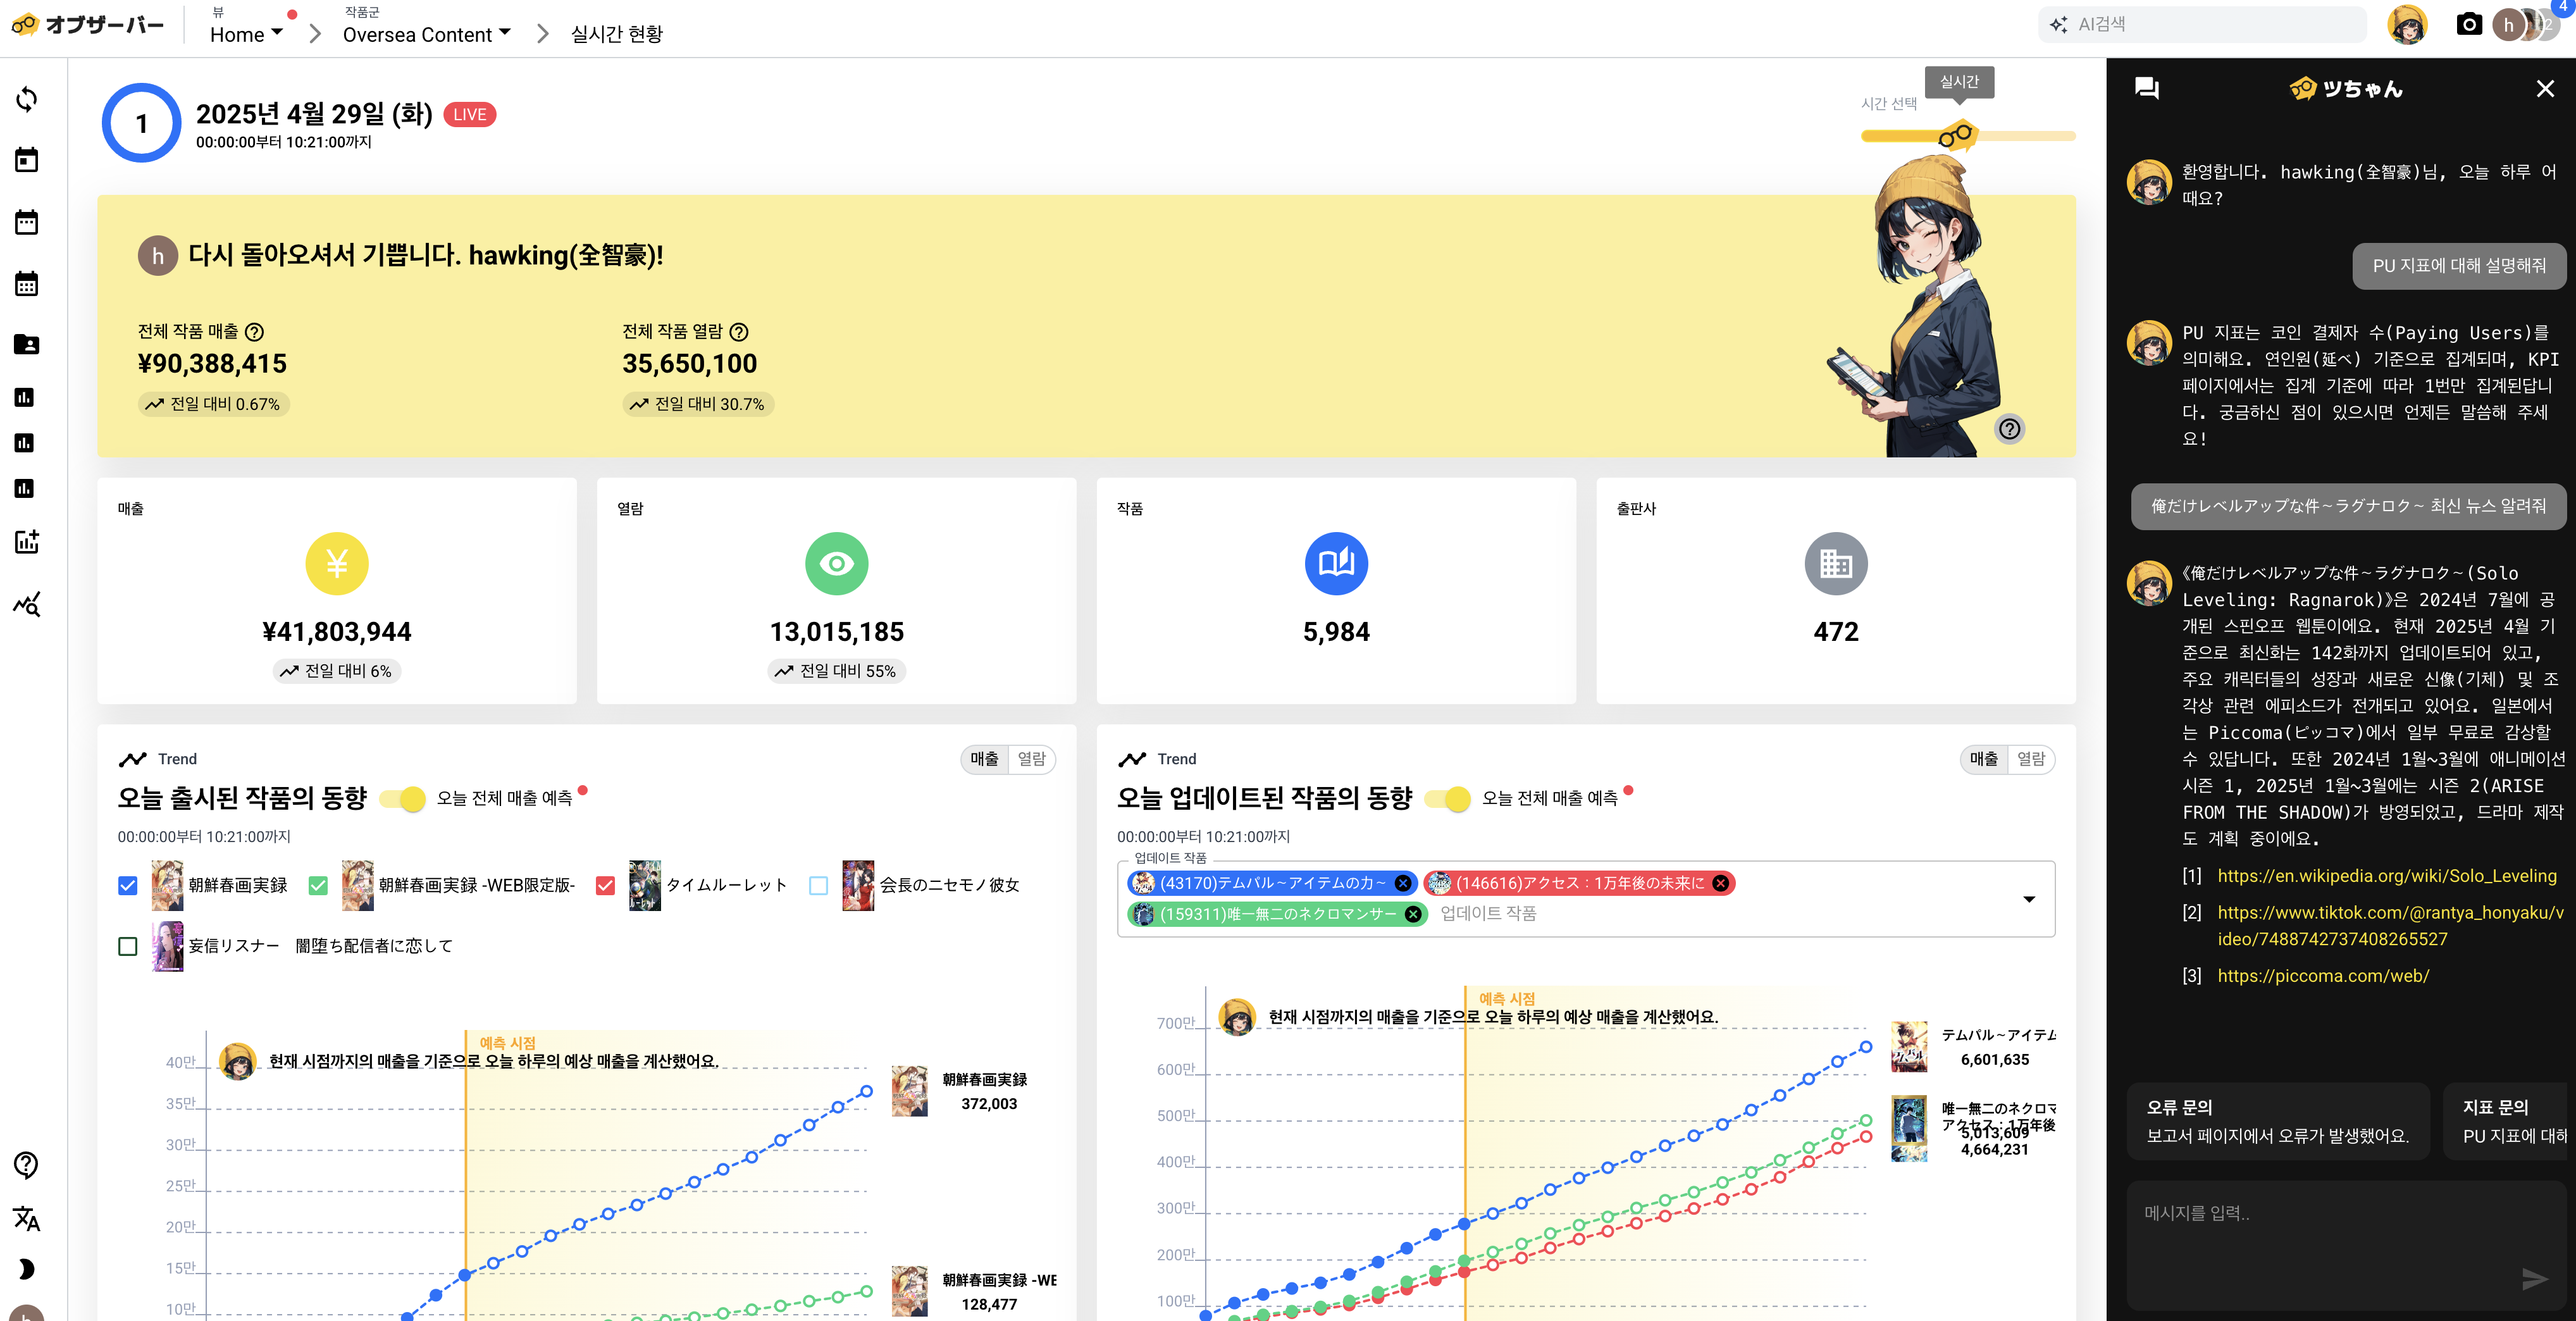 オブザーバー
뷰
Home
작품군
Oversea Content
실시간 현황
AI검색
h
2
4
1
2025년 4월 29일 (화)
LIVE
00:00:00부터 10:21:00까지
시간 선택
실시간
h
다시 돌아오셔서 기쁩니다. hawking(全智豪)!
전체 작품 매출
¥90,388,415
전일 대비 0.67%
전체 작품 열람
35,650,100
전일 대비 30.7%
매출
¥41,803,944
전일 대비 6%
열람
13,015,185
전일 대비 55%
작품
5,984
출판사
472
Trend
매출
열람
오늘 출시된 작품의 동향
오늘 전체 매출 예측
00:00:00부터 10:21:00까지
朝鮮春画実録
朝鮮春画実録 -WEB限定版-
タイムルーレット
会長のニセモノ彼女
妄信リスナー 闇堕ち配信者に恋して
예측 시점
현재 시점까지의 매출을 기준으로 오늘 하루의 예상 매출을 계산했어요.
40만
35만
30만
25만
20만
15만
10만
朝鮮春画実録
372,003
朝鮮春画実録 -WE
128,477
Trend
매출
열람
오늘 업데이트된 작품의 동향
오늘 전체 매출 예측
00:00:00부터 10:21:00까지
업데이트 작품
(43170)テムパル～アイテムの力～
(146616)アクセス：1万年後の未来に
(159311)唯一無二のネクロマンサー
업데이트 작품
예측 시점
현재 시점까지의 매출을 기준으로 오늘 하루의 예상 매출을 계산했어요.
700만
600만
500만
400만
300만
200만
100만
テムパル～アイテム
6,601,635
唯一無二のネクロマ
アクセス：1万年後
5,013,609
4,664,231
ツちゃん
환영합니다. hawking(全智豪)님, 오늘 하루 어
때요?
PU 지표에 대해 설명해줘
PU 지표는 코인 결제자 수(Paying Users)를
의미해요. 연인원(延べ) 기준으로 집계되며, KPI
페이지에서는 집계 기준에 따라 1번만 집계된답니
다. 궁금하신 점이 있으시면 언제든 말씀해 주세
요!
俺だけレベルアップな件～ラグナロク～ 최신 뉴스 알려줘
《俺だけレベルアップな件～ラグナロク～(Solo
Leveling: Ragnarok)》은 2024년 7월에 공
개된 스핀오프 웹툰이에요. 현재 2025년 4월 기
준으로 최신화는 142화까지 업데이트되어 있고,
주요 캐릭터들의 성장과 새로운 신像(기체) 및 조
각상 관련 에피소드가 전개되고 있어요. 일본에서
는 Piccoma(ピッコマ)에서 일부 무료로 감상할
수 있답니다. 또한 2024년 1월~3월에 애니메이션
시즌 1, 2025년 1월~3월에는 시즌 2(ARISE
FROM THE SHADOW)가 방영되었고, 드라마 제작
도 계획 중이에요.
[1] https://en.wikipedia.org/wiki/Solo_Leveling
[2] https://www.tiktok.com/@rantya_honyaku/v
ideo/7488742737408265527
[3] https://piccoma.com/web/
오류 문의
보고서 페이지에서 오류가 발생했어요.
지표 문의
PU 지표에 대해
메시지를 입력..